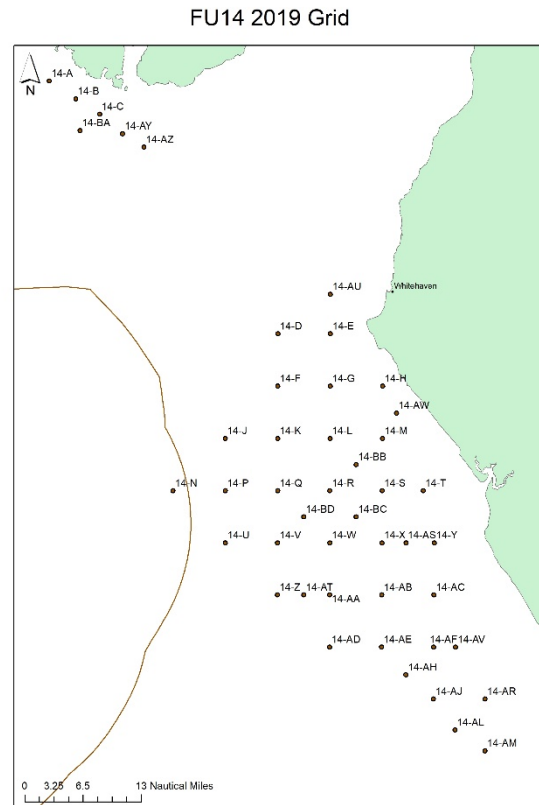 FU14 2019 Grid
N
14-A
14-B
14-C
14-BA
14-AY
14-AZ
14-AU
Whitehaven
14-D
14-E
14-F
14-G
14-H
14-AW
14-J
14-K
14-L
14-M
14-BB
14-N
14-P
14-Q
14-R
14-S
14-T
14-BD
14-BC
14-U
14-V
14-W
14-X
14-AS
14-Y
14-Z
14-AT
14-AA
14-AB
14-AC
14-AD
14-AE
14-AF
14-AV
14-AH
14-AJ
14-AR
14-AL
14-AM
0 3.25 6.5 13 Nautical Miles